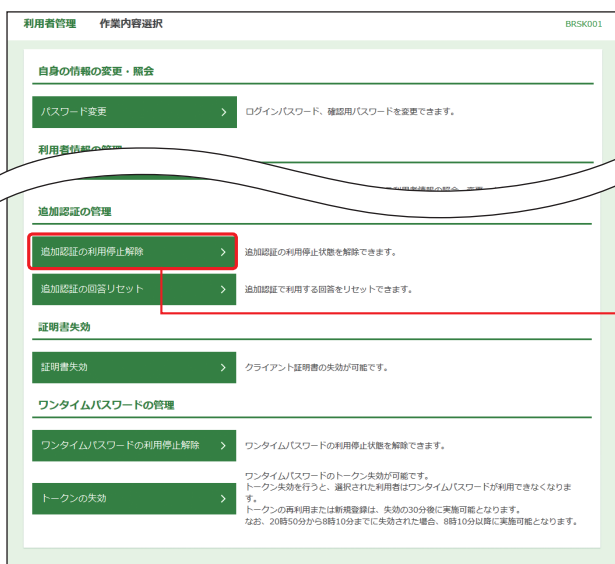 利用者管理　作業内容選択
BRSK001
自身の情報の変更・照会
パスワード変更
ログインパスワード、確認用パスワードを変更できます。
利用者情報の管理
追加認証の管理
追加認証の利用停止解除
追加認証の利用停止状態を解除できます。
追加認証の回答リセット
追加認証で利用する回答をリセットできます。
証明書失効
証明書失効
クライアント証明書の失効が可能です。
ワンタイムパスワードの管理
ワンタイムパスワードの利用停止解除
ワンタイムパスワードの利用停止状態を解除できます。
トークンの失効
ワンタイムパスワードのトークン失効が可能です。
トークン失効を行うと、選択された利用者はワンタイムパスワードが利用できなくなりま
す。
トークンの再利用または新規登録は、失効の30分後に実施可能となります。
なお、20時50分から8時10分までに失効された場合、8時10分以降に実施可能となります。